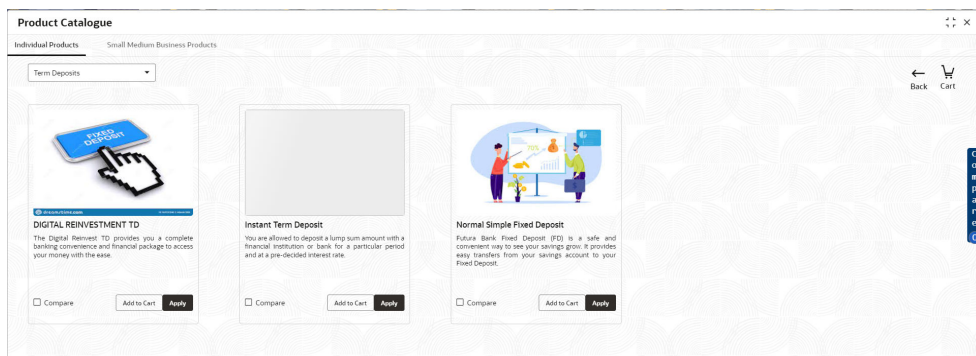 Product Catalogue
Individual Products
Small Medium Business Products
Term Deposits
Back
Cart
FIXED
DEPOSIT
dreamstime.com
DIGITAL REINVESTMENT TD
The Digital Reinvest TD provides you a complete
banking convenience and financial package to access
your money with the ease.
Compare
Add to Cart
Apply
Instant Term Deposit
You are allowed to deposit a lump sum amount with a
financial institution or bank for a particular period
and at a pre-decided interest rate.
Compare
Add to Cart
Apply
70%
Normal Simple Fixed Deposit
Futura Bank Fixed Deposit (FD) is a safe and
convenient way to see your savings grow. It provides
easy transfers from your savings account to your
Fixed Deposit.
Compare
Add to Cart
Apply
C
o
m
p
a
r
e